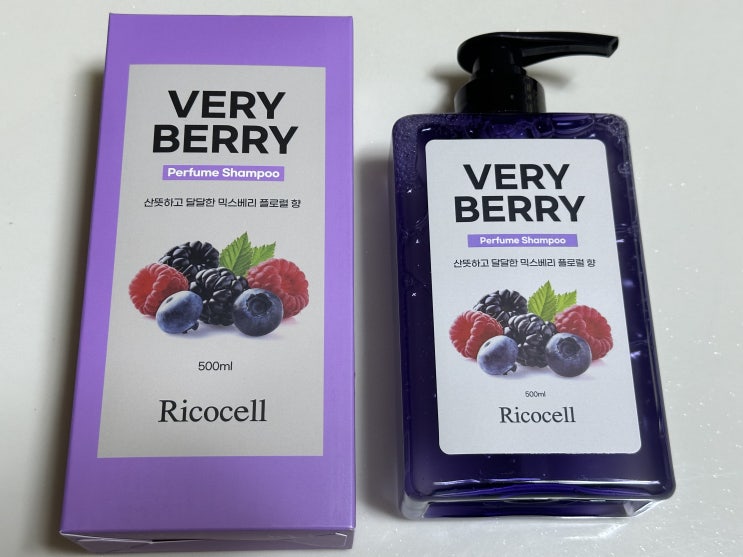 VERY
BERRY
Perfume Shampoo
산뜻하고 달달한 믹스베리 플로럴 향
500ml
Ricocell
VERY
BERRY
Perfume Shampoo
산뜻하고 달달한 믹스베리 플로럴 향
500ml
Ricocell